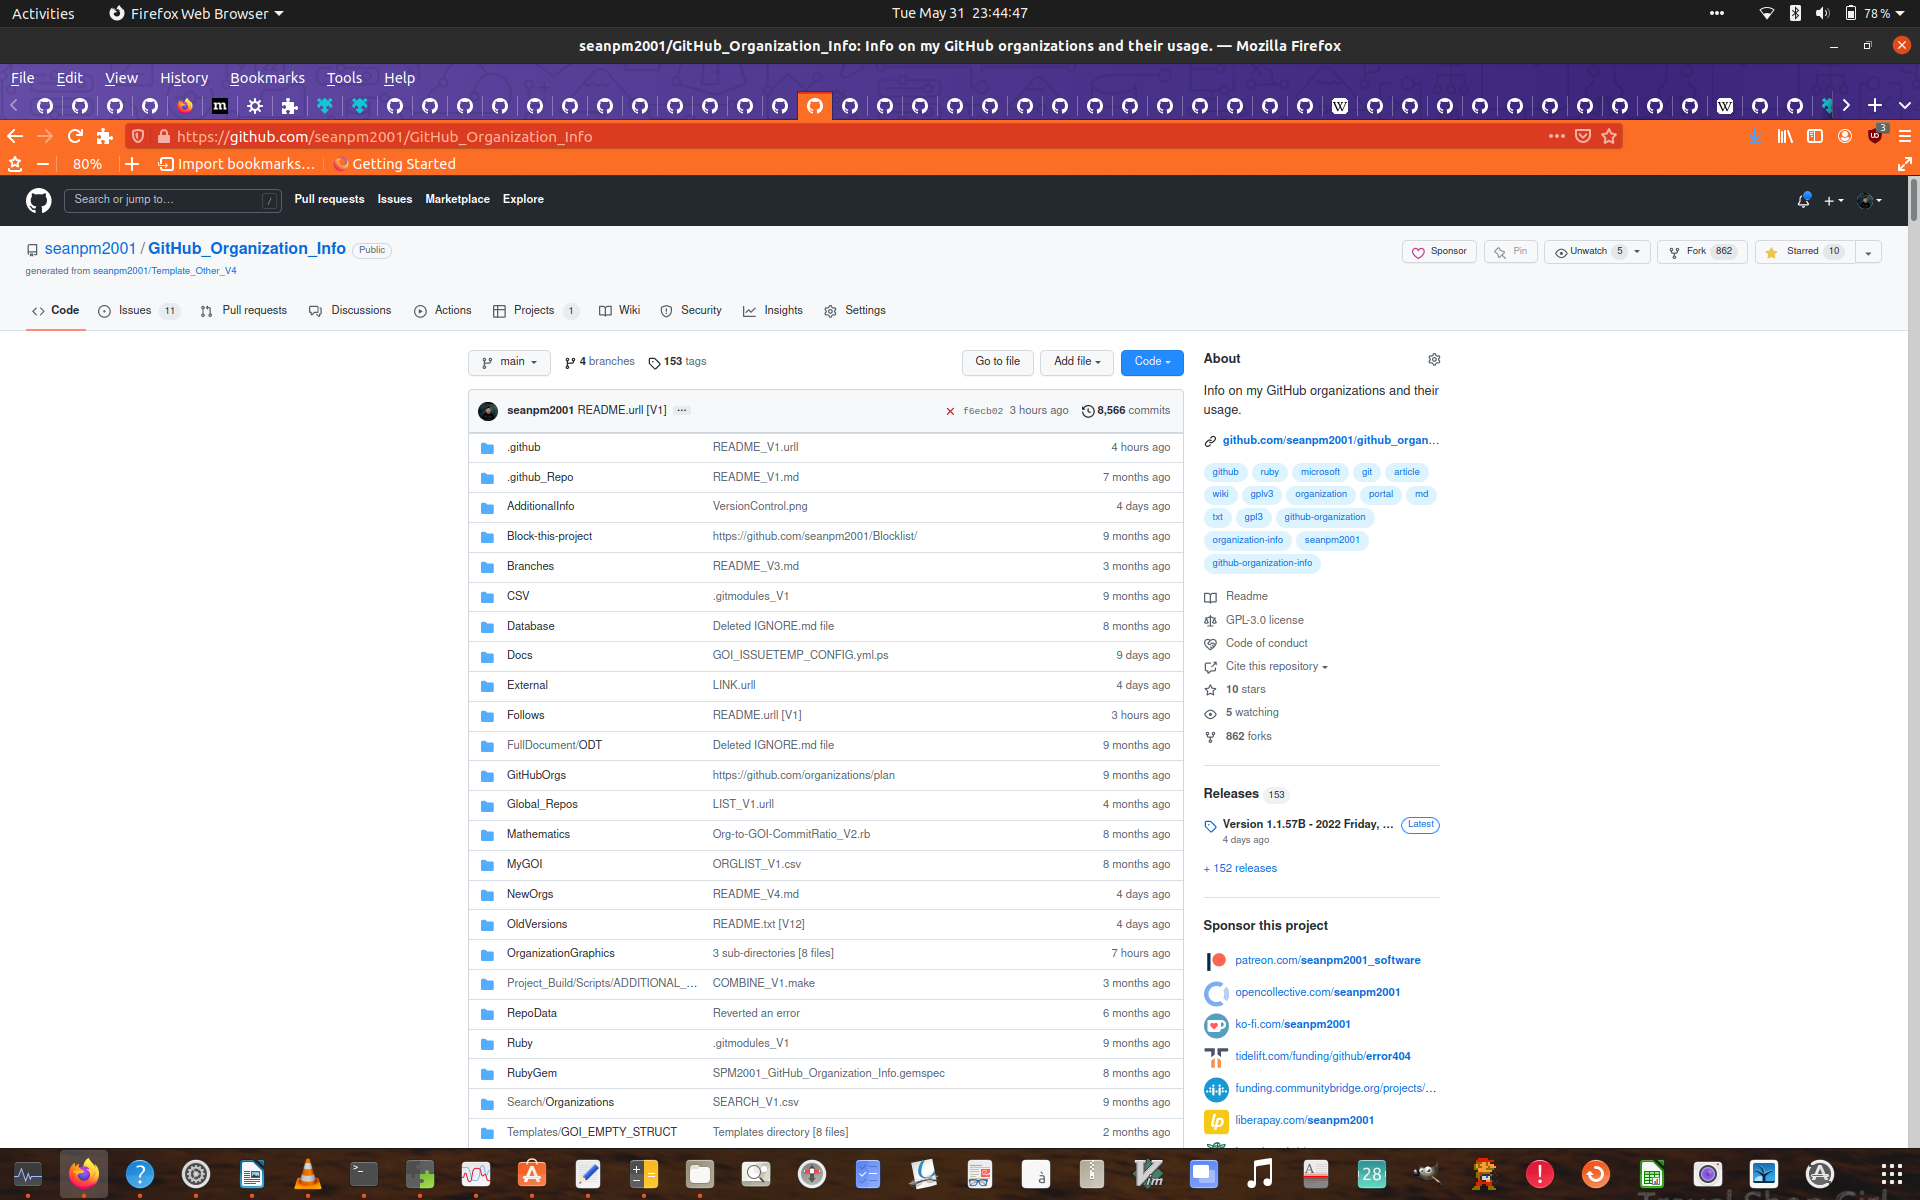 Activities Firefox Web Browser Tue May 31 23:44:47 78 %
seanpm2001/GitHub_Organization_Info: Info on my GitHub organizations and their usage. — Mozilla Firefox
File Edit View History Bookmarks Tools Help
https://github.com/seanpm2001/GitHub_Organization_Info 3
80% Import bookmarks... Getting Started
Search or jump to... / Pull requests Issues Marketplace Explore
seanpm2001 / GitHub_Organization_Info Public Sponsor Pin Unwatch 5 Fork 862 Starred 10
generated from seanpm2001/Template_Other_V4
Code Issues 11 Pull requests Discussions Actions Projects 1 Wiki Security Insights Settings
main 4 branches 153 tags Go to file Add file Code
seanpm2001 README.urll [V1] ... f6ecb02 3 hours ago 8,566 commits
.github README_V1.urll 4 hours ago
.github_Repo README_V1.md 7 months ago
AdditionalInfo VersionControl.png 4 days ago
Block-this-project https://github.com/seanpm2001/Blocklist/ 9 months ago
Branches README_V3.md 3 months ago
CSV .gitmodules_V1 9 months ago
Database Deleted IGNORE.md file 8 months ago
Docs GOI_ISSUETEMP_CONFIG.yml.ps 9 days ago
External LINK.urll 4 days ago
Follows README.urll [V1] 3 hours ago
FullDocument/ODT Deleted IGNORE.md file 9 months ago
GitHubOrgs https://github.com/organizations/plan 9 months ago
Global_Repos LIST_V1.urll 4 months ago
Mathematics Org-to-GOI-CommitRatio_V2.rb 8 months ago
MyGOI ORGLIST_V1.csv 8 months ago
NewOrgs README_V4.md 4 days ago
OldVersions README.txt [V12] 4 days ago
OrganizationGraphics 3 sub-directories [8 files] 7 hours ago
Project_Build/Scripts/ADDITIONAL_... COMBINE_V1.make 3 months ago
RepoData Reverted an error 6 months ago
Ruby .gitmodules_V1 9 months ago
RubyGem SPM2001_GitHub_Organization_Info.gemspec 8 months ago
Search/Organizations SEARCH_V1.csv 9 months ago
Templates/GOI_EMPTY_STRUCT Templates directory [8 files] 2 months ago
About
Info on my GitHub organizations and their
usage.
github.com/seanpm2001/github_organ...
github ruby microsoft git article
wiki gplv3 organization portal md
txt gpl3 github-organization
organization-info seanpm2001
github-organization-info
Readme
GPL-3.0 license
Code of conduct
Cite this repository
10 stars
5 watching
862 forks
Releases 153
Version 1.1.57B - 2022 Friday, ... Latest
4 days ago
+ 152 releases
Sponsor this project
patreon.com/seanpm2001_software
opencollective.com/seanpm2001
ko-fi.com/seanpm2001
tidelift.com/funding/github/error404
funding.communitybridge.org/projects/...
lp liberapay.com/seanpm2001
28